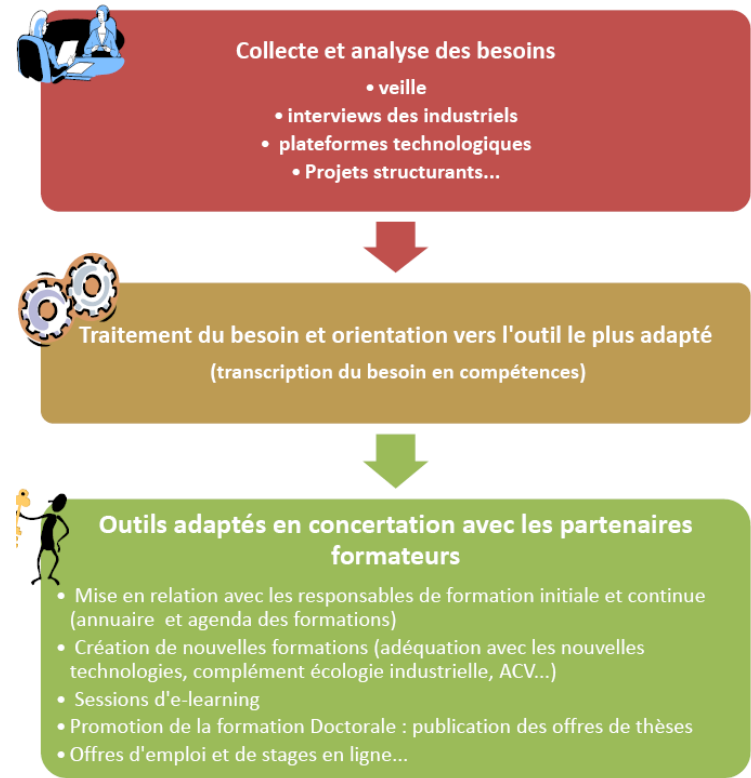 Collecte et analyse des besoins
• veille
• interviews des industriels
• plateformes technologiques
• Projets structurants...
Traitement du besoin et orientation vers l'outil le plus adapté
(transcription du besoin en compétences)
Outils adaptés en concertation avec les partenaires
formateurs
• Mise en relation avec les responsables de formation initiale et continue
(annuaire et agenda des formations)
• Création de nouvelles formations (adéquation avec les nouvelles
technologies, complément écologie industrielle, ACV...)
• Sessions d'e-learning
• Promotion de la formation Doctorale : publication des offres de thèses
• Offres d'emploi et de stages en ligne...